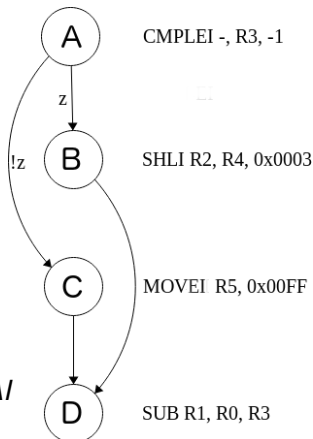 A CMPLEI -, R3, -1
z
B SHLI R2, R4, 0x0003
!z
C MOVEI R5, 0x00FF
D SUB R1, R0, R3